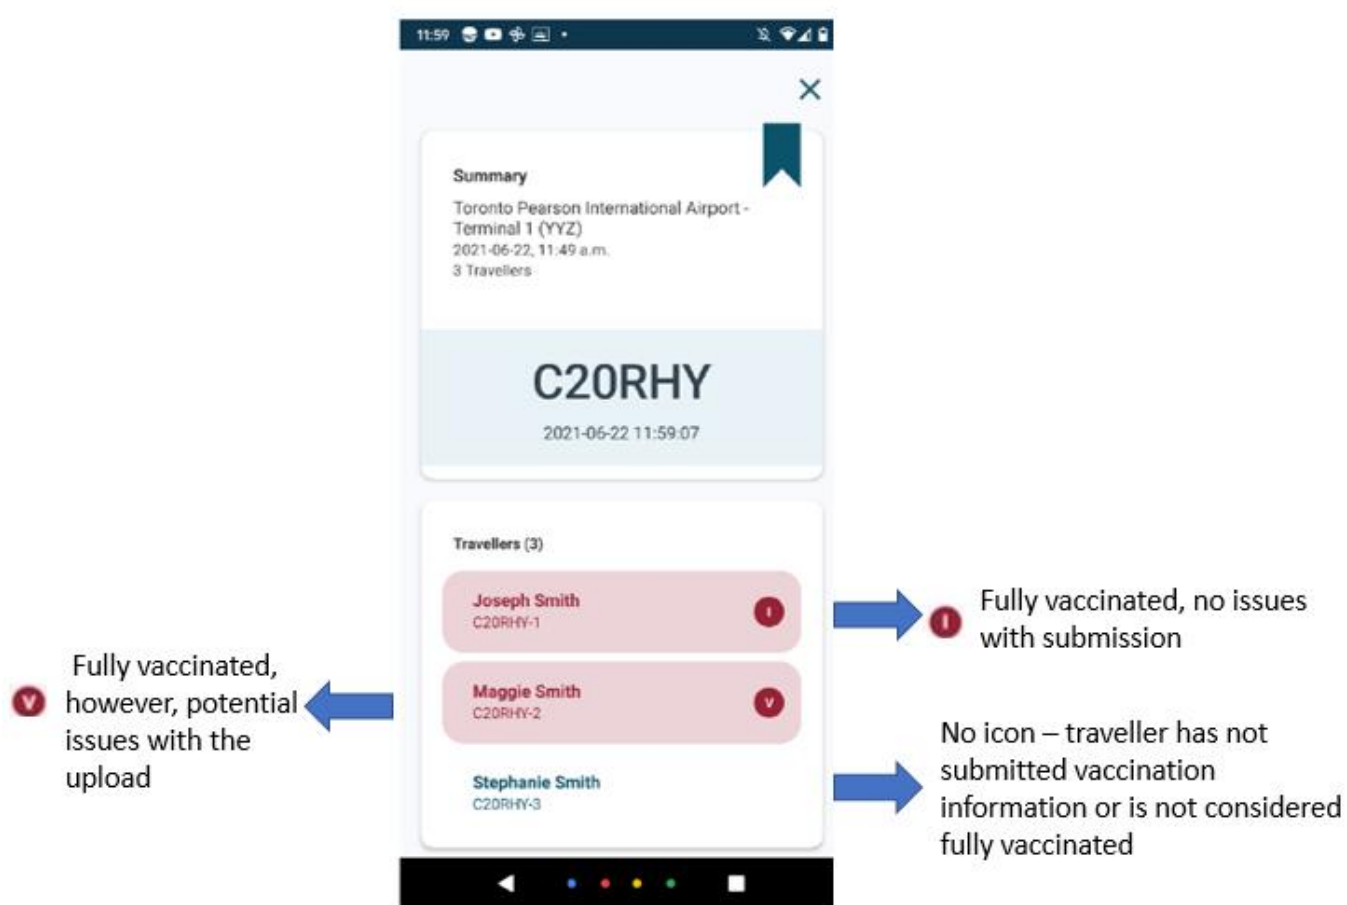 11:59
Summary
Toronto Pearson International Airport -
Terminal 1 (YYZ)
2021-06-22, 11:49 a.m.
3 Travellers
C20RHY
2021-06-22 11:59:07
Travellers (3)
Joseph Smith
C20RHY-1
I
Maggie Smith
C20RHY-2
V
Stephanie Smith
C20RHY-3
V
Fully vaccinated,
however, potential
issues with the
upload
I
Fully vaccinated, no issues
with submission
No icon – traveller has not
submitted vaccination
information or is not considered
fully vaccinated